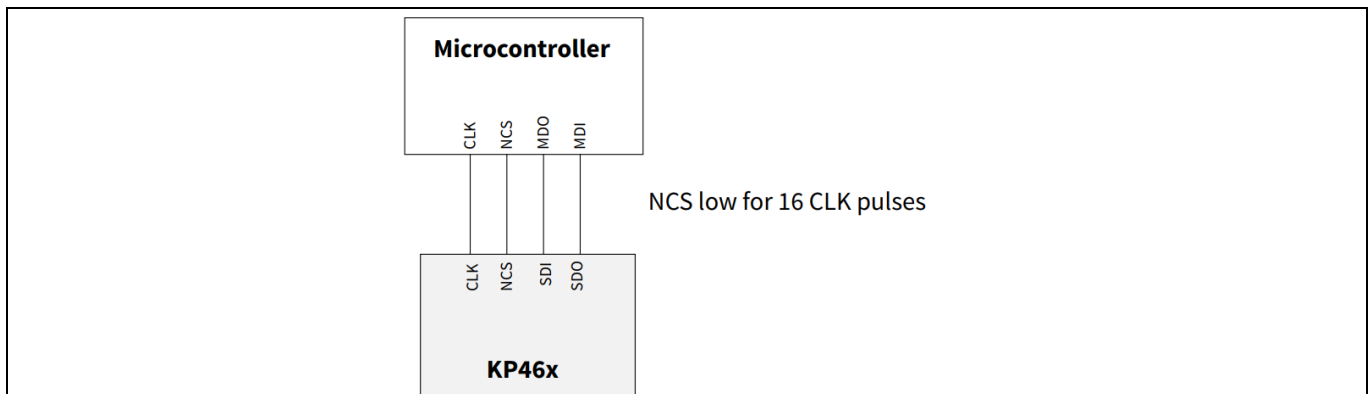 Microcontroller
CLK
NCS
MDO
MDI
NCS low for 16 CLK pulses
CLK
NCS
SDI
SDO
KP46x